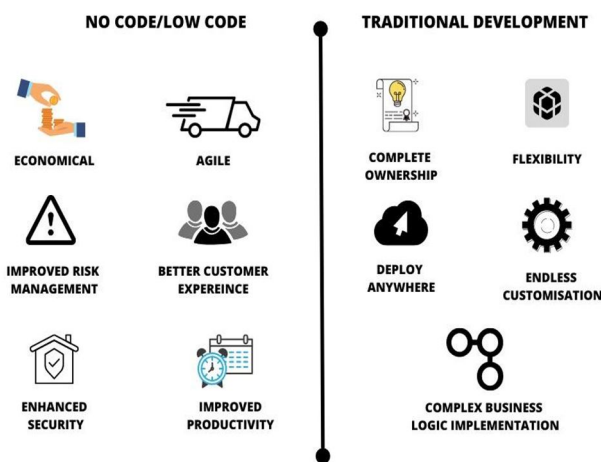 NO CODE/LOW CODE
ECONOMICAL
AGILE
IMPROVED RISK
MANAGEMENT
BETTER CUSTOMER
EXPEREINCE
ENHANCED
SECURITY
IMPROVED
PRODUCTIVITY
TRADITIONAL DEVELOPMENT
COMPLETE
OWNERSHIP
FLEXIBILITY
DEPLOY
ANYWHERE
ENDLESS
CUSTOMISATION
COMPLEX BUSINESS
LOGIC IMPLEMENTATION